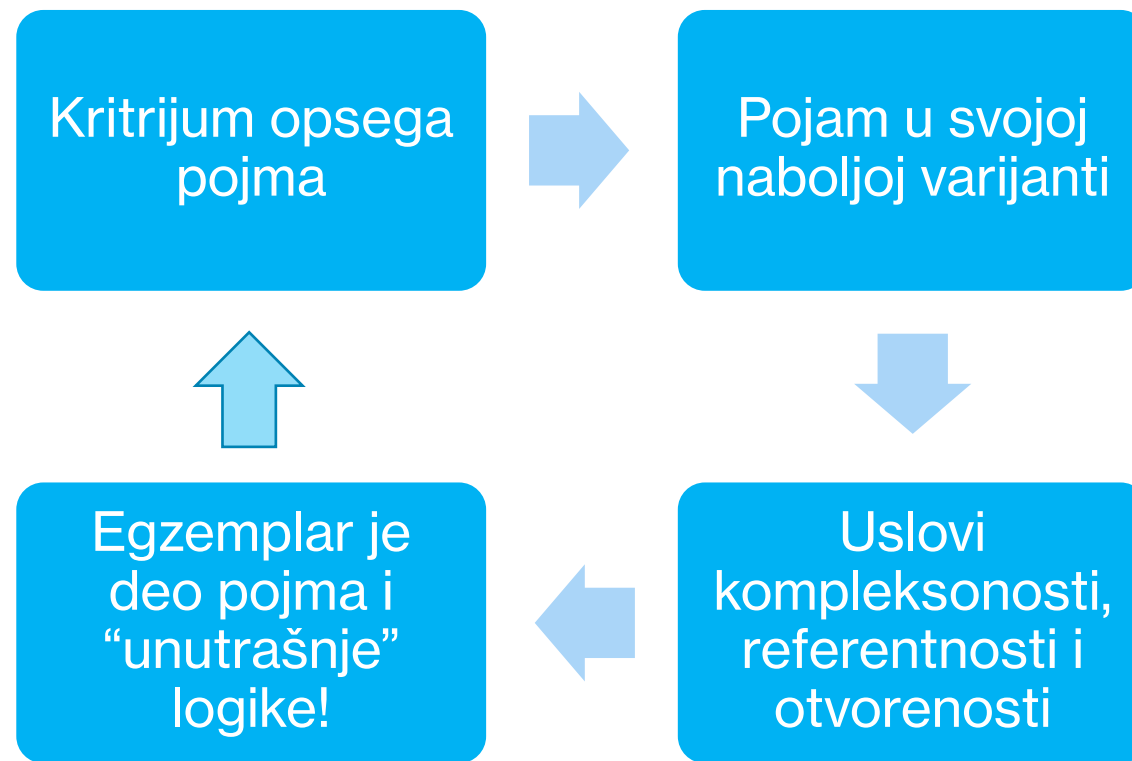 Kritrijum opsega
pojma
Pojam u svojoj
naboljoj varijanti
Egzemplar je
deo pojma i
“unutrašnje”
logike!
Uslovi
kompleksonosti,
referentnosti i
otvorenosti